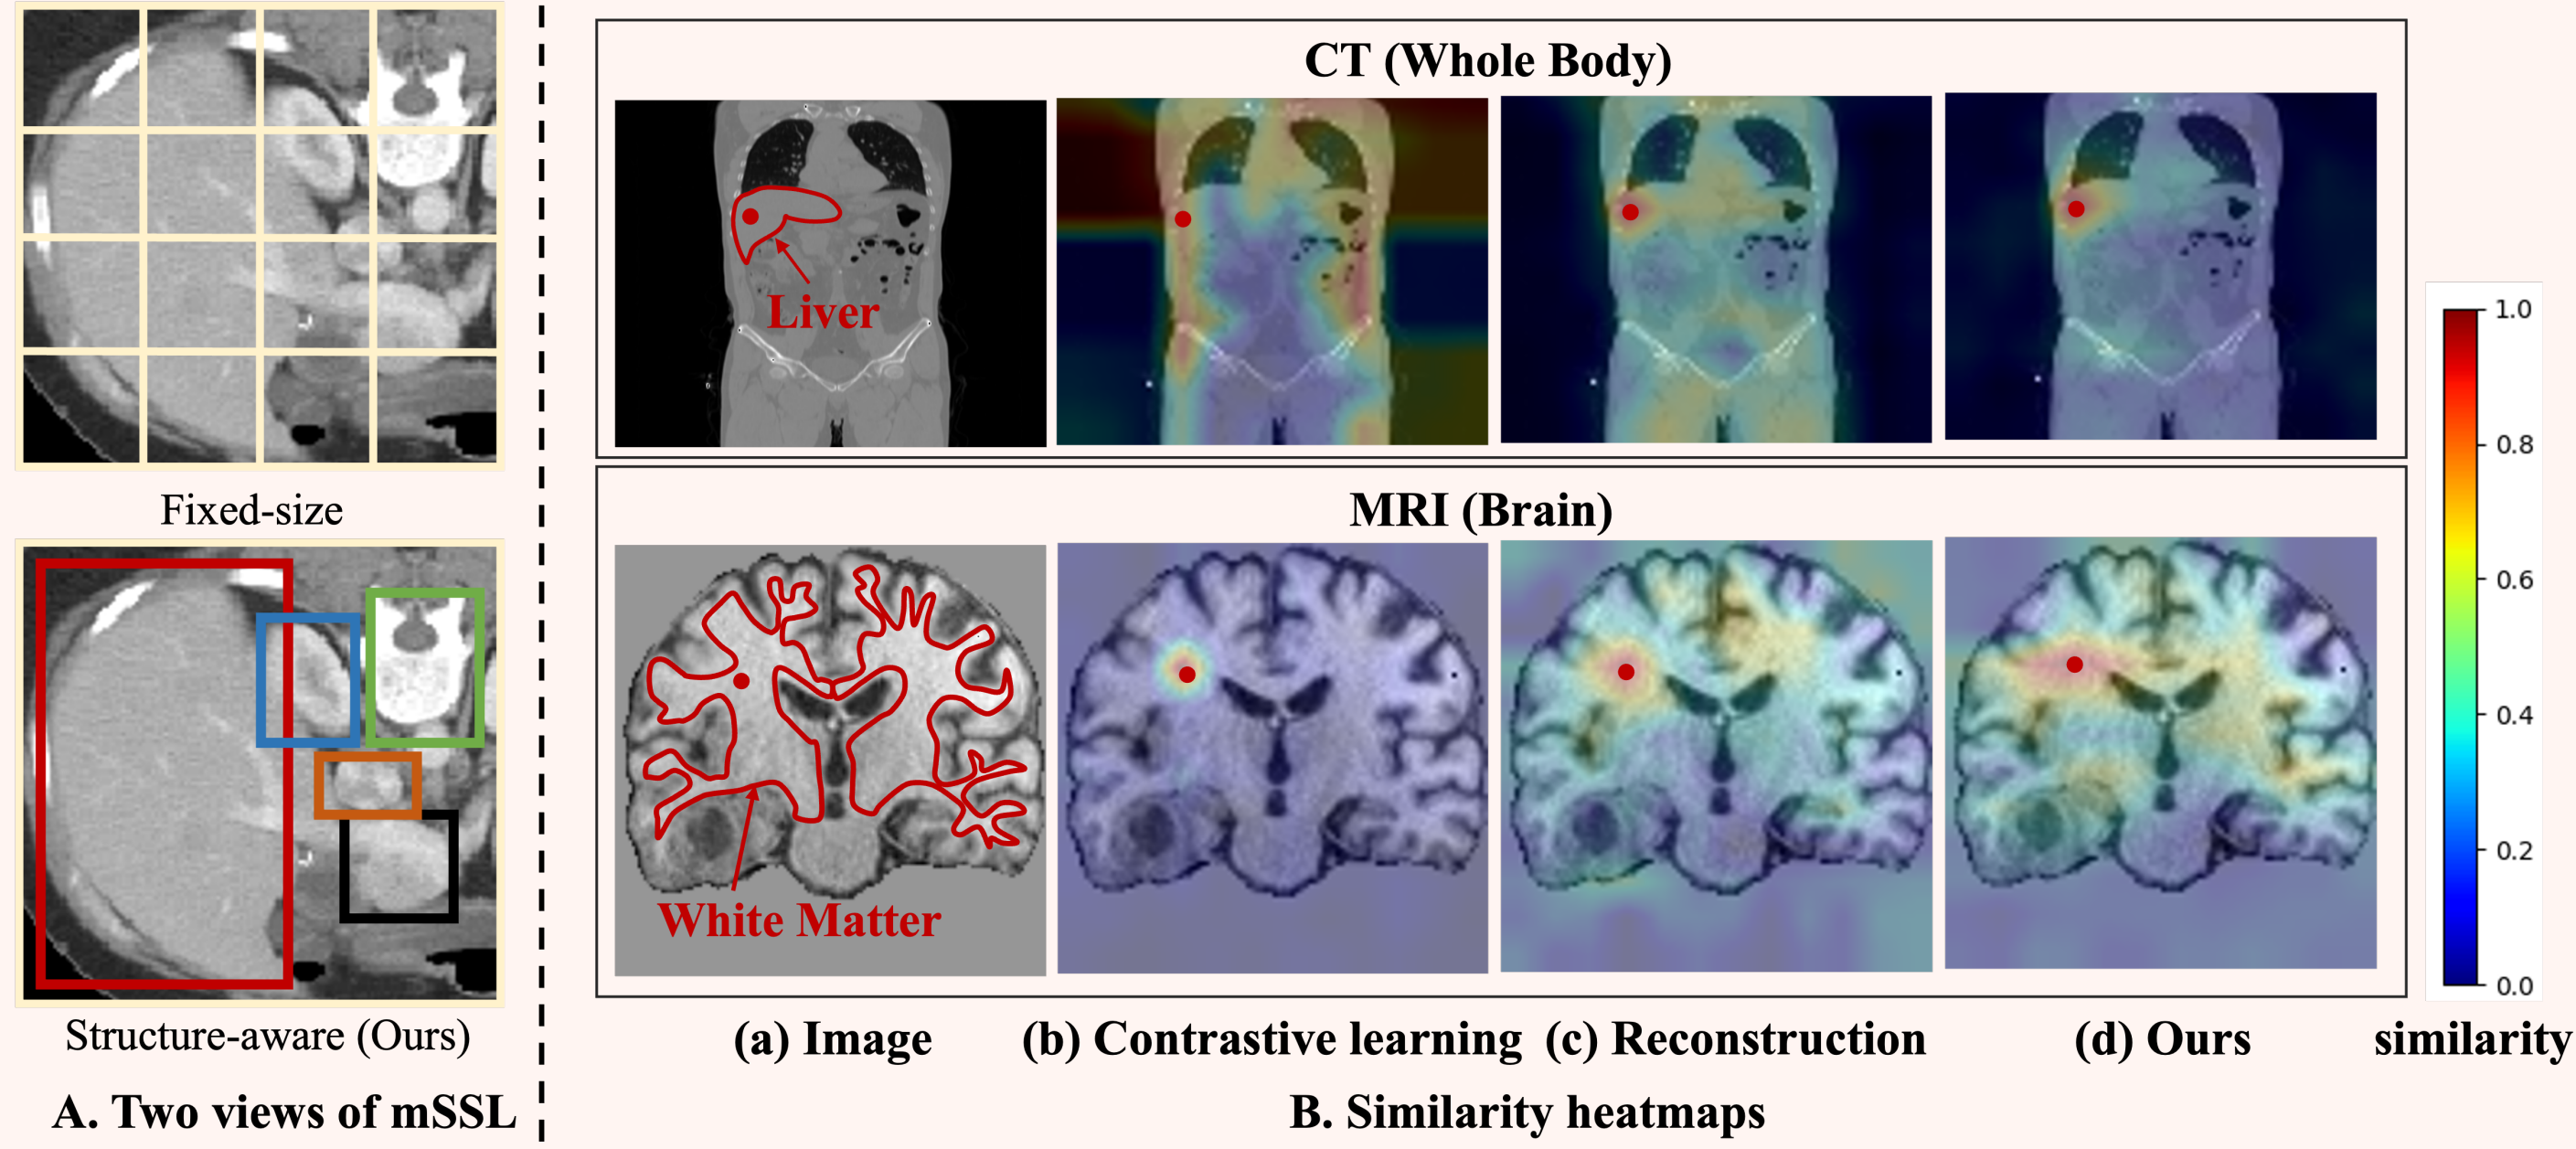 Fixed-size
Structure-aware (Ours)
A. Two views of mSSL
CT (Whole Body)
Liver
MRI (Brain)
White Matter
(a) Image
(b) Contrastive learning
(c) Reconstruction
(d) Ours
B. Similarity heatmaps
1.0
0.8
0.6
0.4
0.2
0.0
similarity